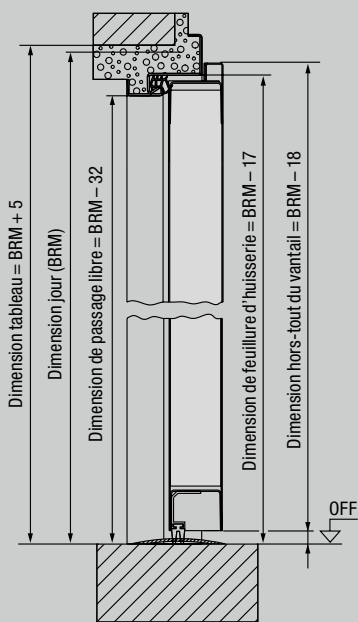 Dimension tableau = BRM + 5
Dimension jour (BRM)
Dimension de passage libre = BRM – 32
Dimension de feuillure d'huisserie = BRM – 17
Dimension hors-tout du vantail = BRM – 18
OFF